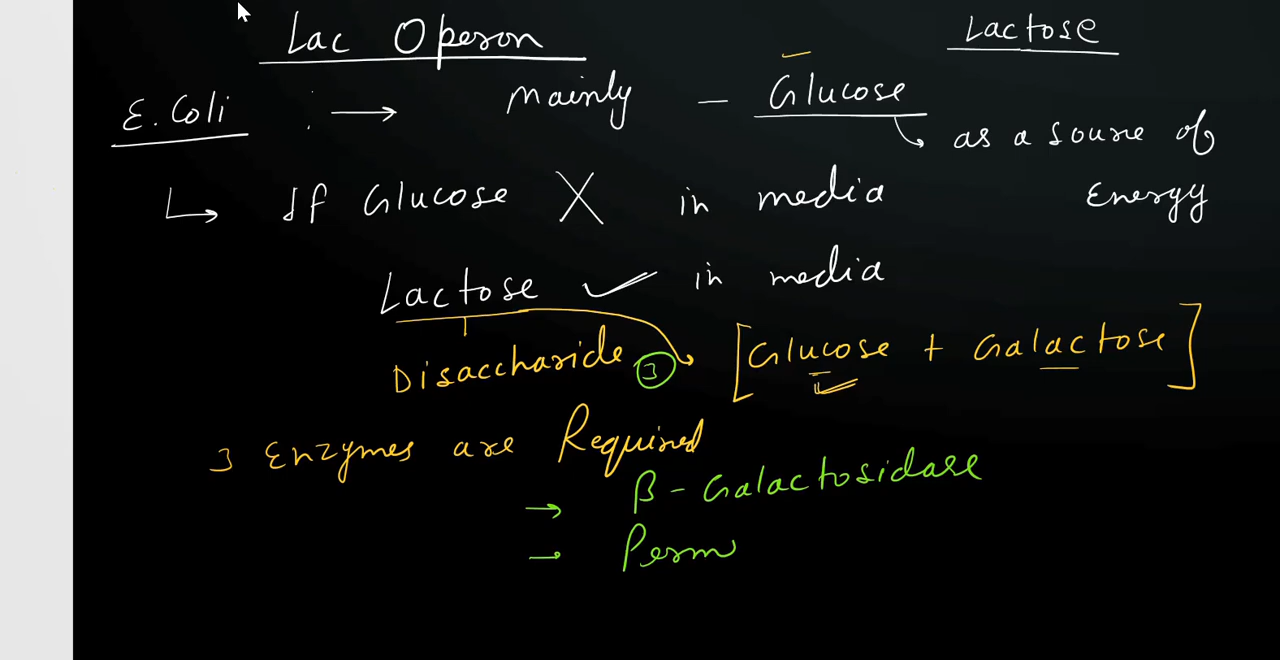 Lac Operon
Lactose
E. Coli : → mainly - Glucose
as a source of
Energy
↳ If Glucose X in media
Lactose ✓ in media
Disaccharide ③ [Glucose + Galactose]
3 Enzymes are Required
→ β - Galactosidase
→ Perm